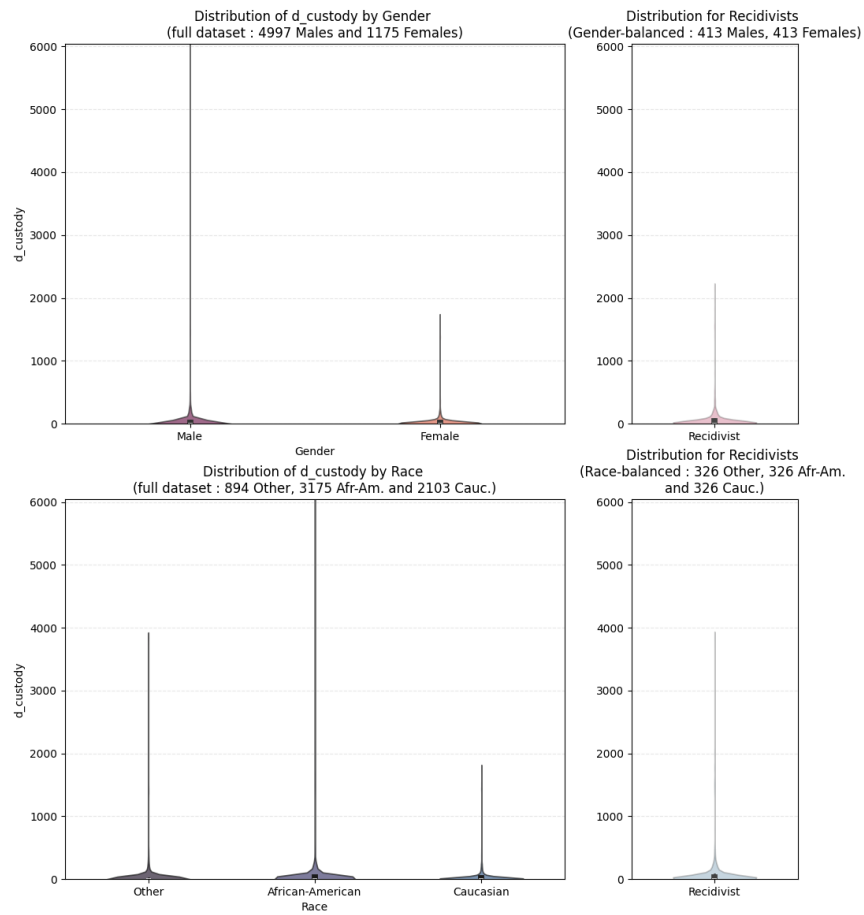 Distribution of d_custody by Gender
(full dataset : 4997 Males and 1175 Females)
6000
5000
4000
3000
2000
1000
0
d_custody
Male
Female
Gender
Distribution for Recidivists
(Gender-balanced : 413 Males, 413 Females)
6000
5000
4000
3000
2000
1000
0
Recidivist
Distribution of d_custody by Race
(full dataset : 894 Other, 3175 Afr-Am. and 2103 Cauc.)
6000
5000
4000
3000
2000
1000
0
d_custody
Other
African-American
Caucasian
Race
Distribution for Recidivists
(Race-balanced : 326 Other, 326 Afr-Am.
and 326 Cauc.)
6000
5000
4000
3000
2000
1000
0
Recidivist